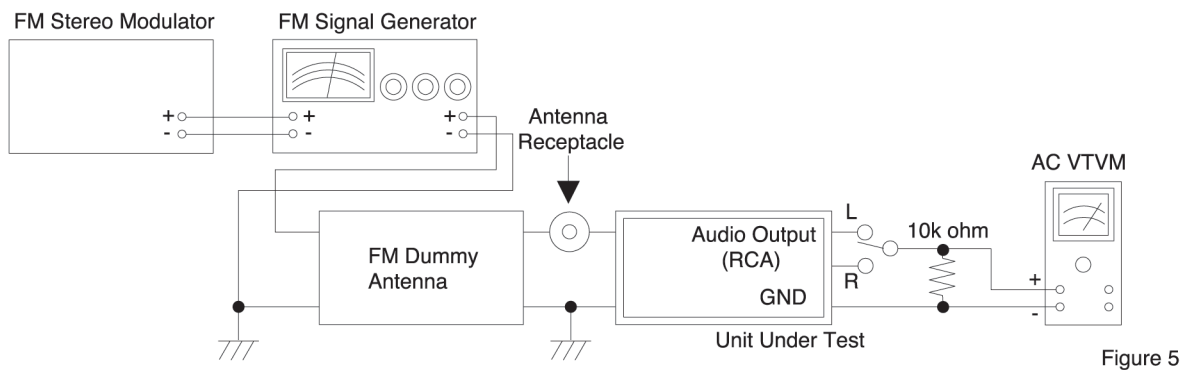 FM Stereo Modulator
FM Signal Generator
+
-
+
-
+
-
Antenna
Receptacle
AC VTVM
FM Dummy
Antenna
Audio Output
(RCA)
GND
L
R
10k ohm
+
-
Unit Under Test
Figure 5